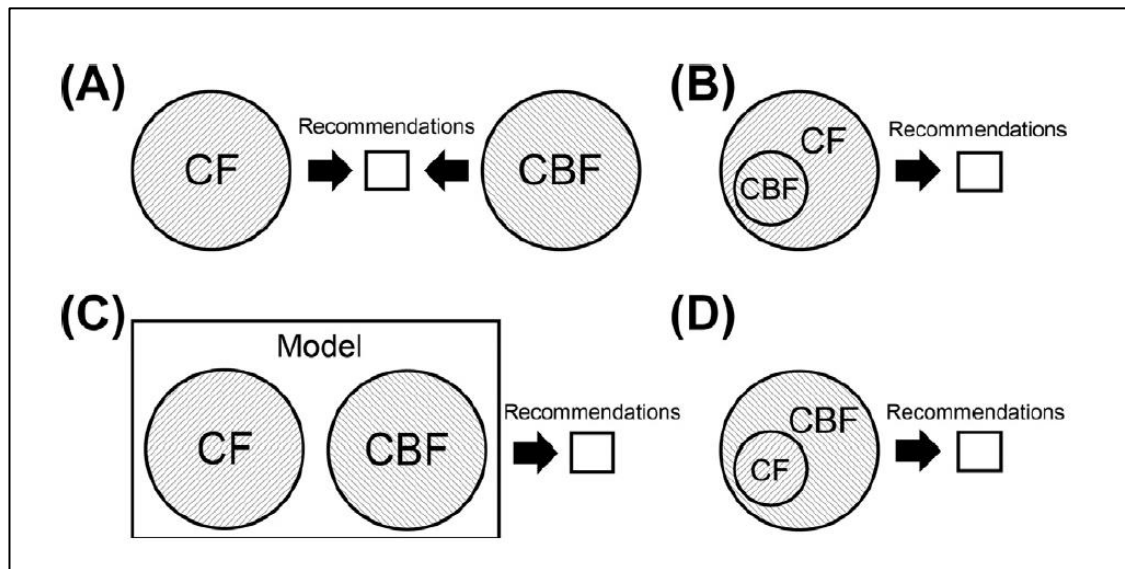 (A)
CF
Recommendations
CBF
(B)
CF
CBF
Recommendations
(C)
Model
CF
CBF
Recommendations
(D)
CBF
CF
Recommendations